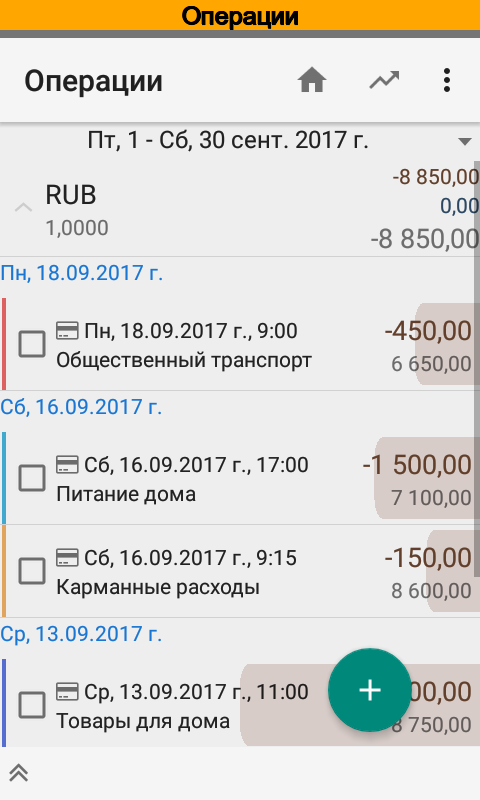 Операции
Операции
Пт, 1 - Сб, 30 сент. 2017 г.
RUB
-8 850,00
1,0000
0,00
-8 850,00
Пн, 18.09.2017 г.
Пн, 18.09.2017 г., 9:00
-450,00
Общественный транспорт
6 650,00
Сб, 16.09.2017 г.
Сб, 16.09.2017 г., 17:00
-1 500,00
Питание дома
7 100,00
Сб, 16.09.2017 г., 9:15
-150,00
Карманные расходы
8 600,00
Ср, 13.09.2017 г.
Ср, 13.09.2017 г., 11:00
Товары для дома
8 750,00